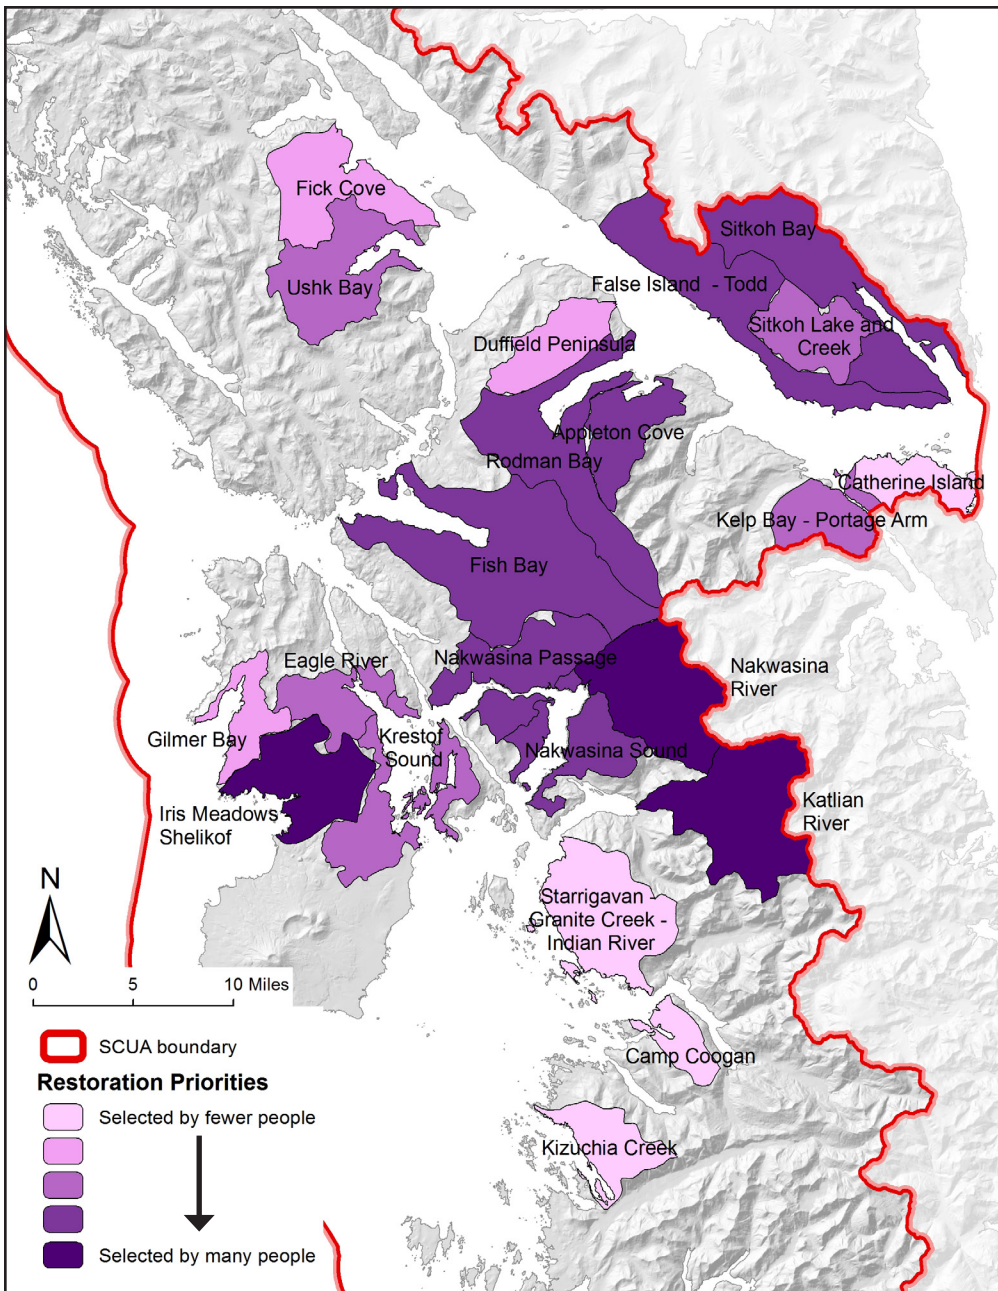 Fick Cove
Sitkoh Bay
Ushk Bay
False Island - Todd
Sitkoh Lake and
Creek
Duffield Peninsula
Appleton Cove
Rodman Bay
Catherine Island
Kelp Bay - Portage Arm
Fish Bay
Eagle River
Nakwasina Passage
Nakwasina
River
Gilmer Bay
Krestof
Sound
Nakwasina Sound
Iris Meadows
Shelikof
Katlian
River
N
Starrigavan -
Granite Creek -
Indian River
0 5 10 Miles
Camp Coogan
SCUA boundary
Restoration Priorities
Selected by fewer people
Kizuchia Creek
Selected by many people